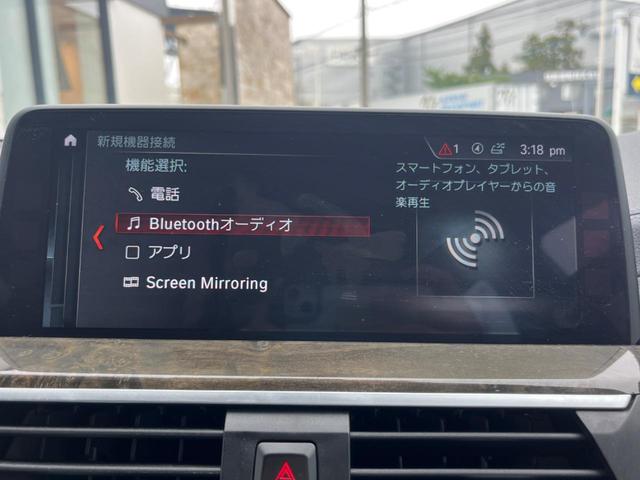 新規機器接続
1
3:18 pm
機能選択:
電話
Bluetoothオーディオ
アプリ
Screen Mirroring
スマートフォン、タブレット、
オーディオプレイヤーからの音
楽再生